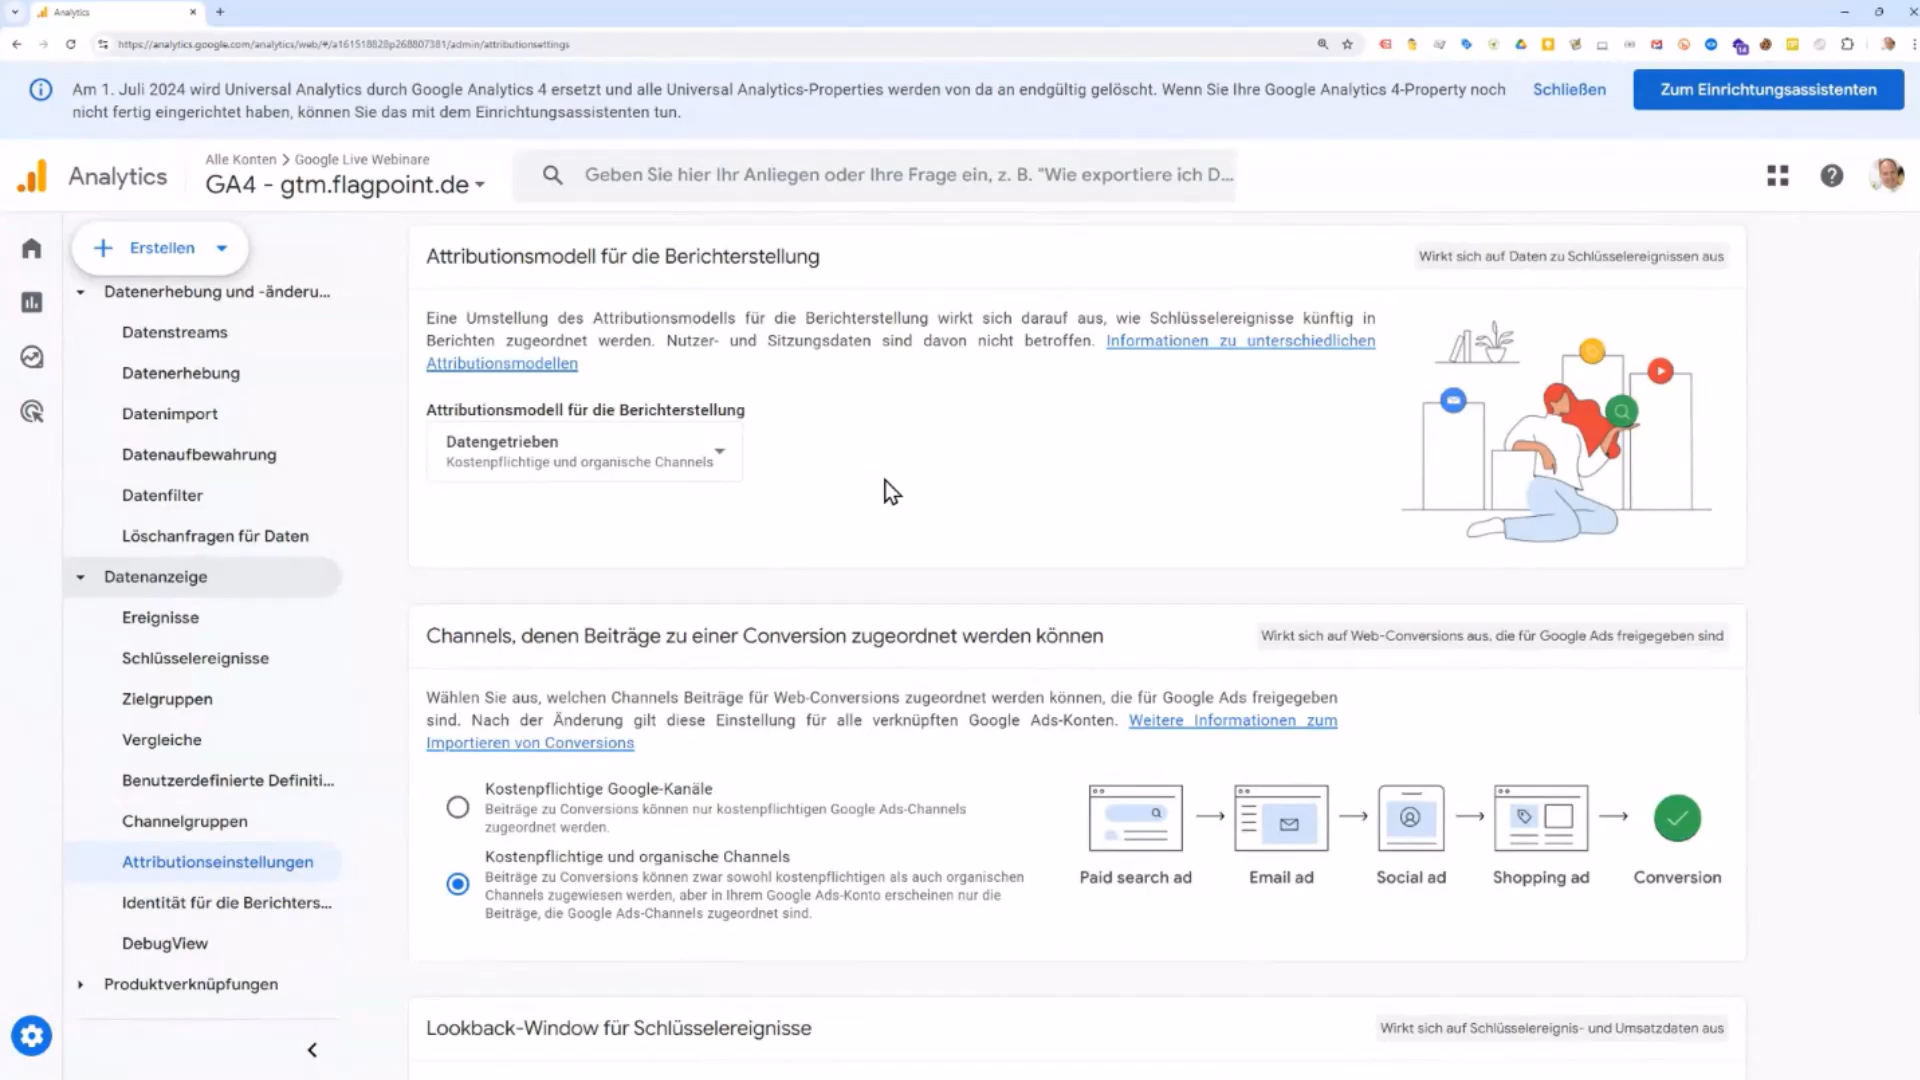 Analytics
https://analytics.google.com/analytics/web/#/a161518828p268807381/admin/attributionsettings
Am 1. Juli 2024 wird Universal Analytics durch Google Analytics 4 ersetzt und alle Universal Analytics-Properties werden von da an endgültig gelöscht. Wenn Sie Ihre Google Analytics 4-Property noch
nicht fertig eingerichtet haben, können Sie das mit dem Einrichtungsassistenten tun.
Schließen
Zum Einrichtungsassistenten
Analytics
Alle Konten > Google Live Webinare
GA4 - gtm.flagpoint.de
Geben Sie hier Ihr Anliegen oder Ihre Frage ein, z. B. "Wie exportiere ich D...
Erstellen
Datenerhebung und -änderu...
Datenstreams
Datenerhebung
Datenimport
Datenaufbewahrung
Datenfilter
Löschanfragen für Daten
Datenanzeige
Ereignisse
Schlüsselereignisse
Zielgruppen
Vergleiche
Benutzerdefinierte Definiti...
Channelgruppen
Attributionseinstellungen
Identität für die Berichters...
DebugView
Produktverknüpfungen
Attributionsmodell für die Berichterstellung
Wirkt sich auf Daten zu Schlüsselereignissen aus
Eine Umstellung des Attributionsmodells für die Berichterstellung wirkt sich darauf aus, wie Schlüsselereignisse künftig in
Berichten zugeordnet werden. Nutzer- und Sitzungsdaten sind davon nicht betroffen. Informationen zu unterschiedlichen
Attributionsmodellen
Attributionsmodell für die Berichterstellung
Datengetrieben
Kostenpflichtige und organische Channels
Channels, denen Beiträge zu einer Conversion zugeordnet werden können
Wirkt sich auf Web-Conversions aus, die für Google Ads freigegeben sind
Wählen Sie aus, welchen Channels Beiträge für Web-Conversions zugeordnet werden können, die für Google Ads freigegeben
sind. Nach der Änderung gilt diese Einstellung für alle verknüpften Google Ads-Konten. Weitere Informationen zum
Importieren von Conversions
Kostenpflichtige Google-Kanäle
Beiträge zu Conversions können nur kostenpflichtigen Google Ads-Channels
zugeordnet werden.
Kostenpflichtige und organische Channels
Beiträge zu Conversions können zwar sowohl kostenpflichtigen als auch organischen
Channels zugewiesen werden, aber in Ihrem Google Ads-Konto erscheinen nur die
Beiträge, die Google Ads-Channels zugeordnet sind.
Paid search ad
Email ad
Social ad
Shopping ad
Conversion
Lookback-Window für Schlüsselereignisse
Wirkt sich auf Schlüsselereignis- und Umsatzdaten aus